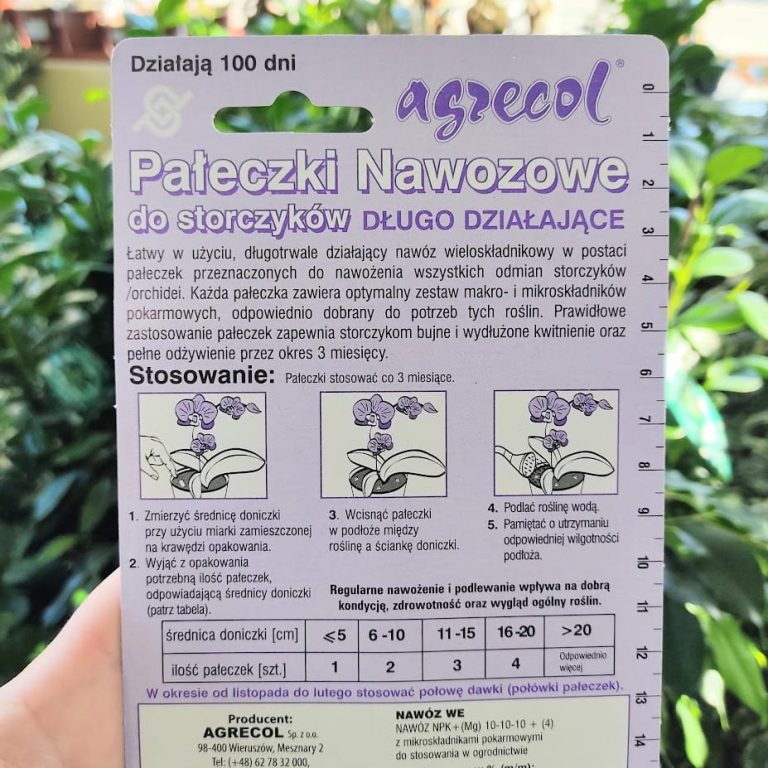 Działają 100 dni
agrecol®
Pałeczki Nawozowe
do storczyków DŁUGO DZIAŁAJĄCE
Łatwy w użyciu, długotrwale działający nawóz wieloskładnikowy w postaci
pałeczek przeznaczonych do nawożenia wszystkich odmian storczyków
/orchidei. Każda pałeczka zawiera optymalny zestaw makro- i mikroskładników
pokarmowych, odpowiednio dobrany do potrzeb tych roślin. Prawidłowe
zastosowanie pałeczek zapewnia storczykom bujne i wydłużone kwitnienie oraz
pełne odżywienie przez okres 3 miesięcy.
Stosowanie: Pałeczki stosować co 3 miesiące.
1. Zmierzyć średnicę doniczki
przy użyciu miarki zamieszczonej
na krawędzi opakowania.
2. Wyjąć z opakowania
potrzebną ilość pałeczek,
odpowiadającą średnicy doniczki
(patrz tabela).
3. Wcisnąć pałeczki
w podłoże między
roślinę a ściankę doniczki.
4. Podlać roślinę wodą.
5. Pamiętać o utrzymaniu
odpowiedniej wilgotności
podłoża.
Regularne nawożenie i podlewanie wpływa na dobrą
kondycję, zdrowotność oraz wygląd ogólny roślin.
średnica doniczki [cm] ⩽5 6-10 11-15 16-20 >20
ilość pałeczek [szt.] 1 2 3 4 Odpowiednio
więcej
W okresie od listopada do lutego stosować połowę dawki (połówki pałeczek).
Producent:
AGRECOL Sp. z o.o.
98-400 Wieruszów, Mesznary 2
Tel: (+48) 62 78 32 000,
NAWÓZ WE
NAWÓZ NPK+(Mg) 10-10-10 + (4)
z mikroskładnikami pokarmowymi
do stosowania w ogrodnictwie
0
1
2
3
4
5
6
7
8
9
10
11
12
13
14